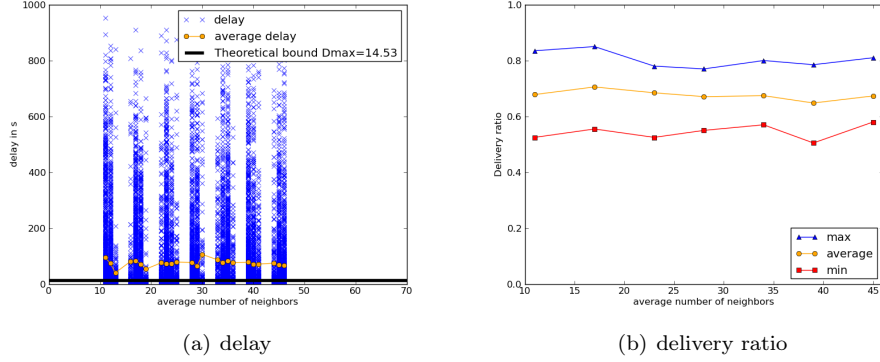 1000
800
600
400
200
0
delay in s
delay
average delay
Theoretical bound Dmax=14.53
0 10 20 30 40 50 60 70
average number of neighbors
(a) delay
1.0
0.8
0.6
0.4
0.2
0.0
Delivery ratio
max
average
min
10 15 20 25 30 35 40 45
average number of neighbors
(b) delivery ratio